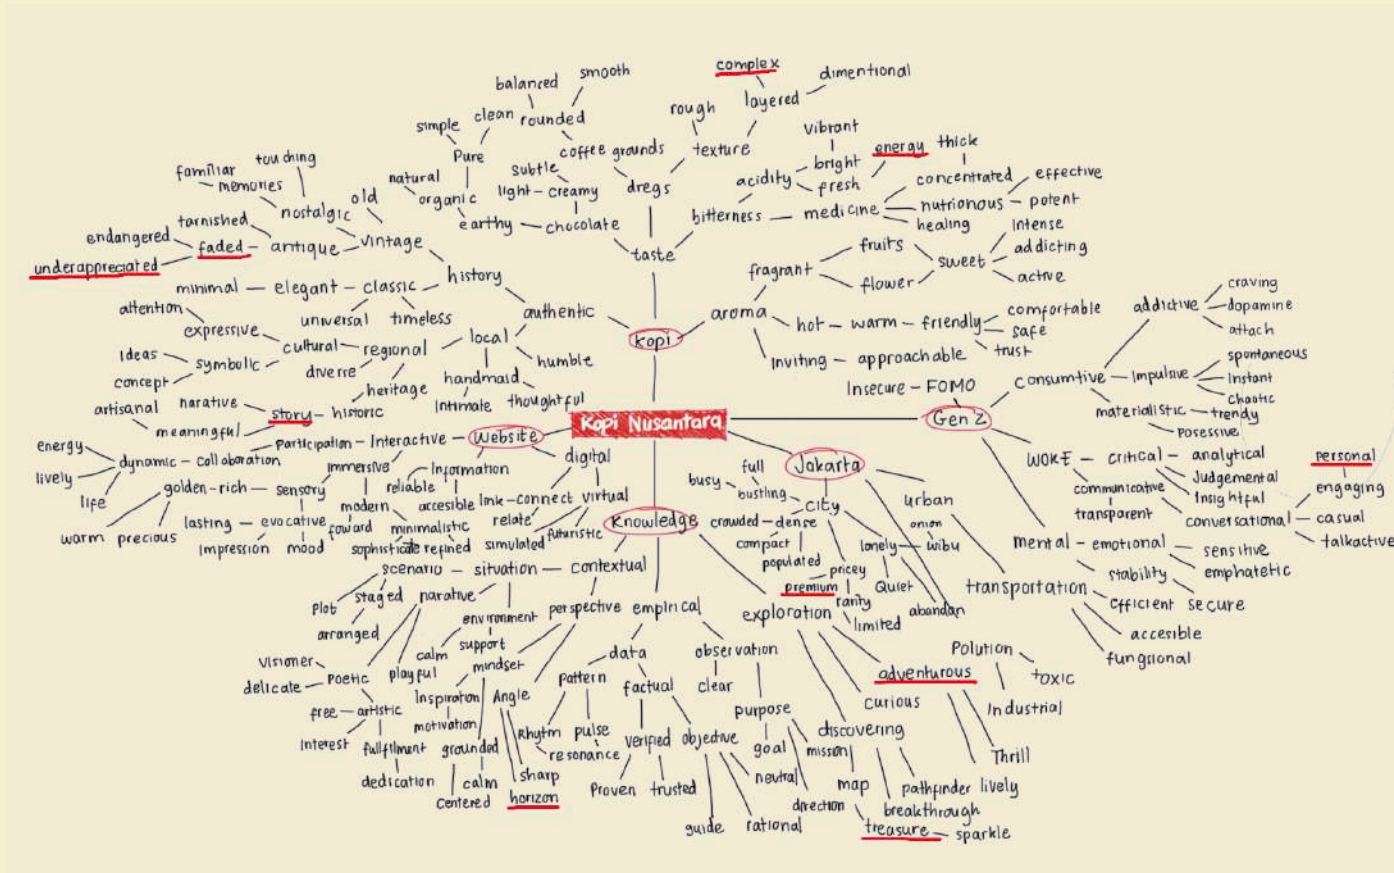 complex
dimentional
smooth
balanced
layered
rough
clean
rounded
simple
vibrant
energy
thick
texture
coffee grounds
Pure
touching
familiar
memories
natural
subtle
bright
acidity
fresh
concentrated
effective
organic
light - creamy
dregs
old
nostalgic
tarnished
bitterness
medicine
nutrionous
potent
healing
earthy
chocolate
Intense
endangered
faded
antique
vintage
taste
fruits
sweet
addicting
underappreciated
fragrant
flower
active
history
minimal
elegant
classic
authentic
aroma
craving
addictive
dopamine
attach
attention
expressive
universal
timeless
kopi
hot
warm
friendly
comfortable
safe
trust
Ideas
symbolic
cultural
regional
local
humble
Inviting
approachable
spontaneous
concept
diverre
handmaid
Insecure - FOMO
Consumtive
Impulsive
Instant
chaotic
artisanal
narative
heritage
Intimate
thoughtful
story
historic
materialistic
trendy
Posessive
meaningful
Kopi Nusantara
Gen Z
energy
dynamic
collaboration
Participation
Interactive
Website
digital
Jakarta
WOKE
critical
analytical
personal
lively
life
immersive
Information
reliable
full
busy
bustling
Judgemental
Insightful
communicative
transparent
engaging
golden-rich
sensory
modern
accesible
link-connect
virtual
city
urban
conversational
casual
talkactive
warm
precious
lasting
evocative
foward
minimalistic
relate
Knowledge
crowded
dense
onion
wibu
lonely
Impression
mood
refined
simulated
futuristic
compact
populated
mental
emotional
sensitive
emphatetic
scenario
situation
contextual
pricey
premium
Quiet
stability
secure
Plot
staged
narative
arranged
environment
perspective
empirical
exploration
rarity
limited
abandan
transportation
Efficient
accesible
fungsional
calm
support
mindset
data
observation
Polution
toxic
Industrial
visioner
delicate
Poetic
playful
Inspiration
Angle
motivation
pattern
factual
clear
adventurous
curious
free
artistic
Interest
fullfilment
dedication
grounded
Rhytm
pulse
resonance
verified
objective
purpose
goal
misson
discovering
Thrill
calm
Centered
sharp
horizon
Proven
trusted
neutral
direction
map
pathfinder
lively
breakthrough
guide
rational
treasure
sparkle